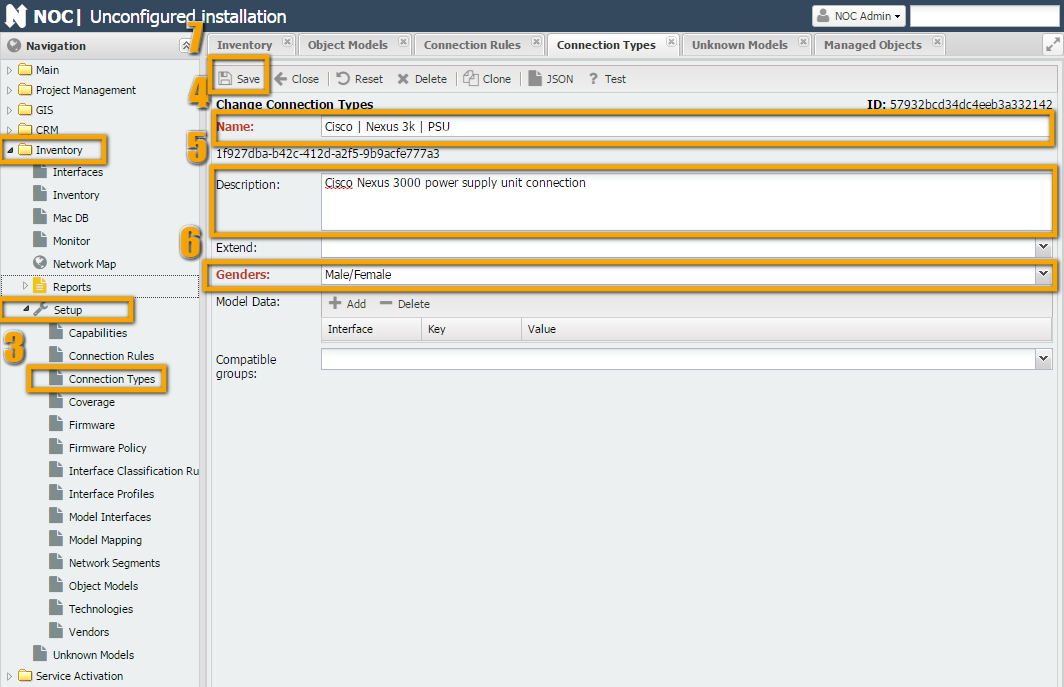 NOC| Unconfigured installation
NOC Admin
Navigation
7
Inventory
Object Models
Connection Rules
Connection Types
Unknown Models
Managed Objects
Main
Project Management
GIS
CRM
Inventory
Interfaces
Inventory
Mac DB
Monitor
Network Map
Reports
Setup
3
Capabilities
Connection Rules
Connection Types
Coverage
Firmware
Firmware Policy
Interface Classification Ru
Interface Profiles
Model Interfaces
Model Mapping
Network Segments
Object Models
Technologies
Vendors
Unknown Models
Service Activation
Save
Close
Reset
Delete
Clone
JSON
? Test
4
Change Connection Types
ID: 57932bcd34dc4eeb3a332142
Name: Cisco | Nexus 3k | PSU
5
1f927dba-b42c-412d-a2f5-9b9acfe777a3
Description: Cisco Nexus 3000 power supply unit connection
6
Extend:
Genders: Male/Female
Model Data:
Add
Delete
Interface Key Value
Compatible
groups: